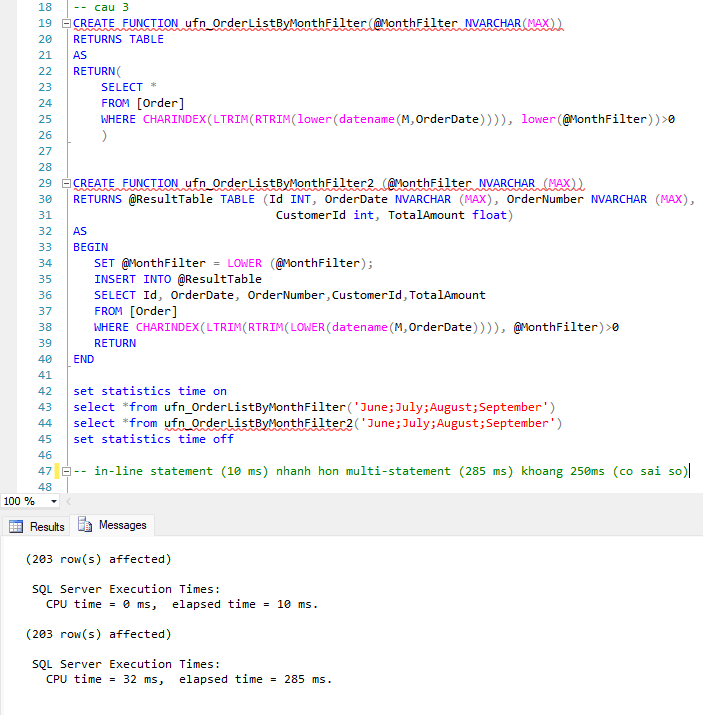 18 -- cau 3
19 CREATE FUNCTION ufn_OrderListByMonthFilter(@MonthFilter NVARCHAR(MAX))
20 RETURNS TABLE
21 AS
22 RETURN(
23 SELECT *
24 FROM [Order]
25 WHERE CHARINDEX(LTRIM(RTRIM(lower(datename(M,OrderDate)))), lower(@MonthFilter))>0
26 )
27
28
29 CREATE FUNCTION ufn_OrderListByMonthFilter2 (@MonthFilter NVARCHAR (MAX))
30 RETURNS @ResultTable TABLE (Id INT, OrderDate NVARCHAR (MAX), OrderNumber NVARCHAR (MAX),
31 CustomerId int, TotalAmount float)
32 AS
33 BEGIN
34 SET @MonthFilter = LOWER (@MonthFilter);
35 INSERT INTO @ResultTable
36 SELECT Id, OrderDate, OrderNumber,CustomerId,TotalAmount
37 FROM [Order]
38 WHERE CHARINDEX(LTRIM(RTRIM(LOWER(datename(M,OrderDate)))), @MonthFilter)>0
39 RETURN
40 END
41
42 set statistics time on
43 select *from ufn_OrderListByMonthFilter('June;July;August;September')
44 select *from ufn_OrderListByMonthFilter2('June;July;August;September')
45 set statistics time off
46
47 -- in-line statement (10 ms) nhanh hon multi-statement (285 ms) khoang 250ms (co sai so)
48
100 %
Results Messages
(203 row(s) affected)
SQL Server Execution Times:
CPU time = 0 ms, elapsed time = 10 ms.
(203 row(s) affected)
SQL Server Execution Times:
CPU time = 32 ms, elapsed time = 285 ms.